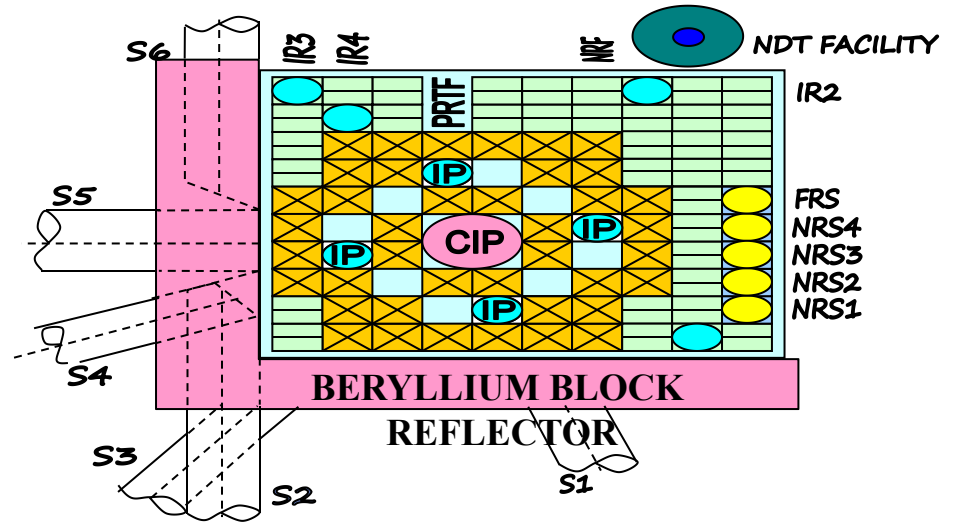 S6
IR3
IR4
NRF
NDT FACILITY
PRTF
IR2
IP
S5
FRS
NRS4
IP
CIP
NRS3
IP
NRS2
IP
NRS1
S4
BERYLLIUM BLOCK
REFLECTOR
S3
S1
S2